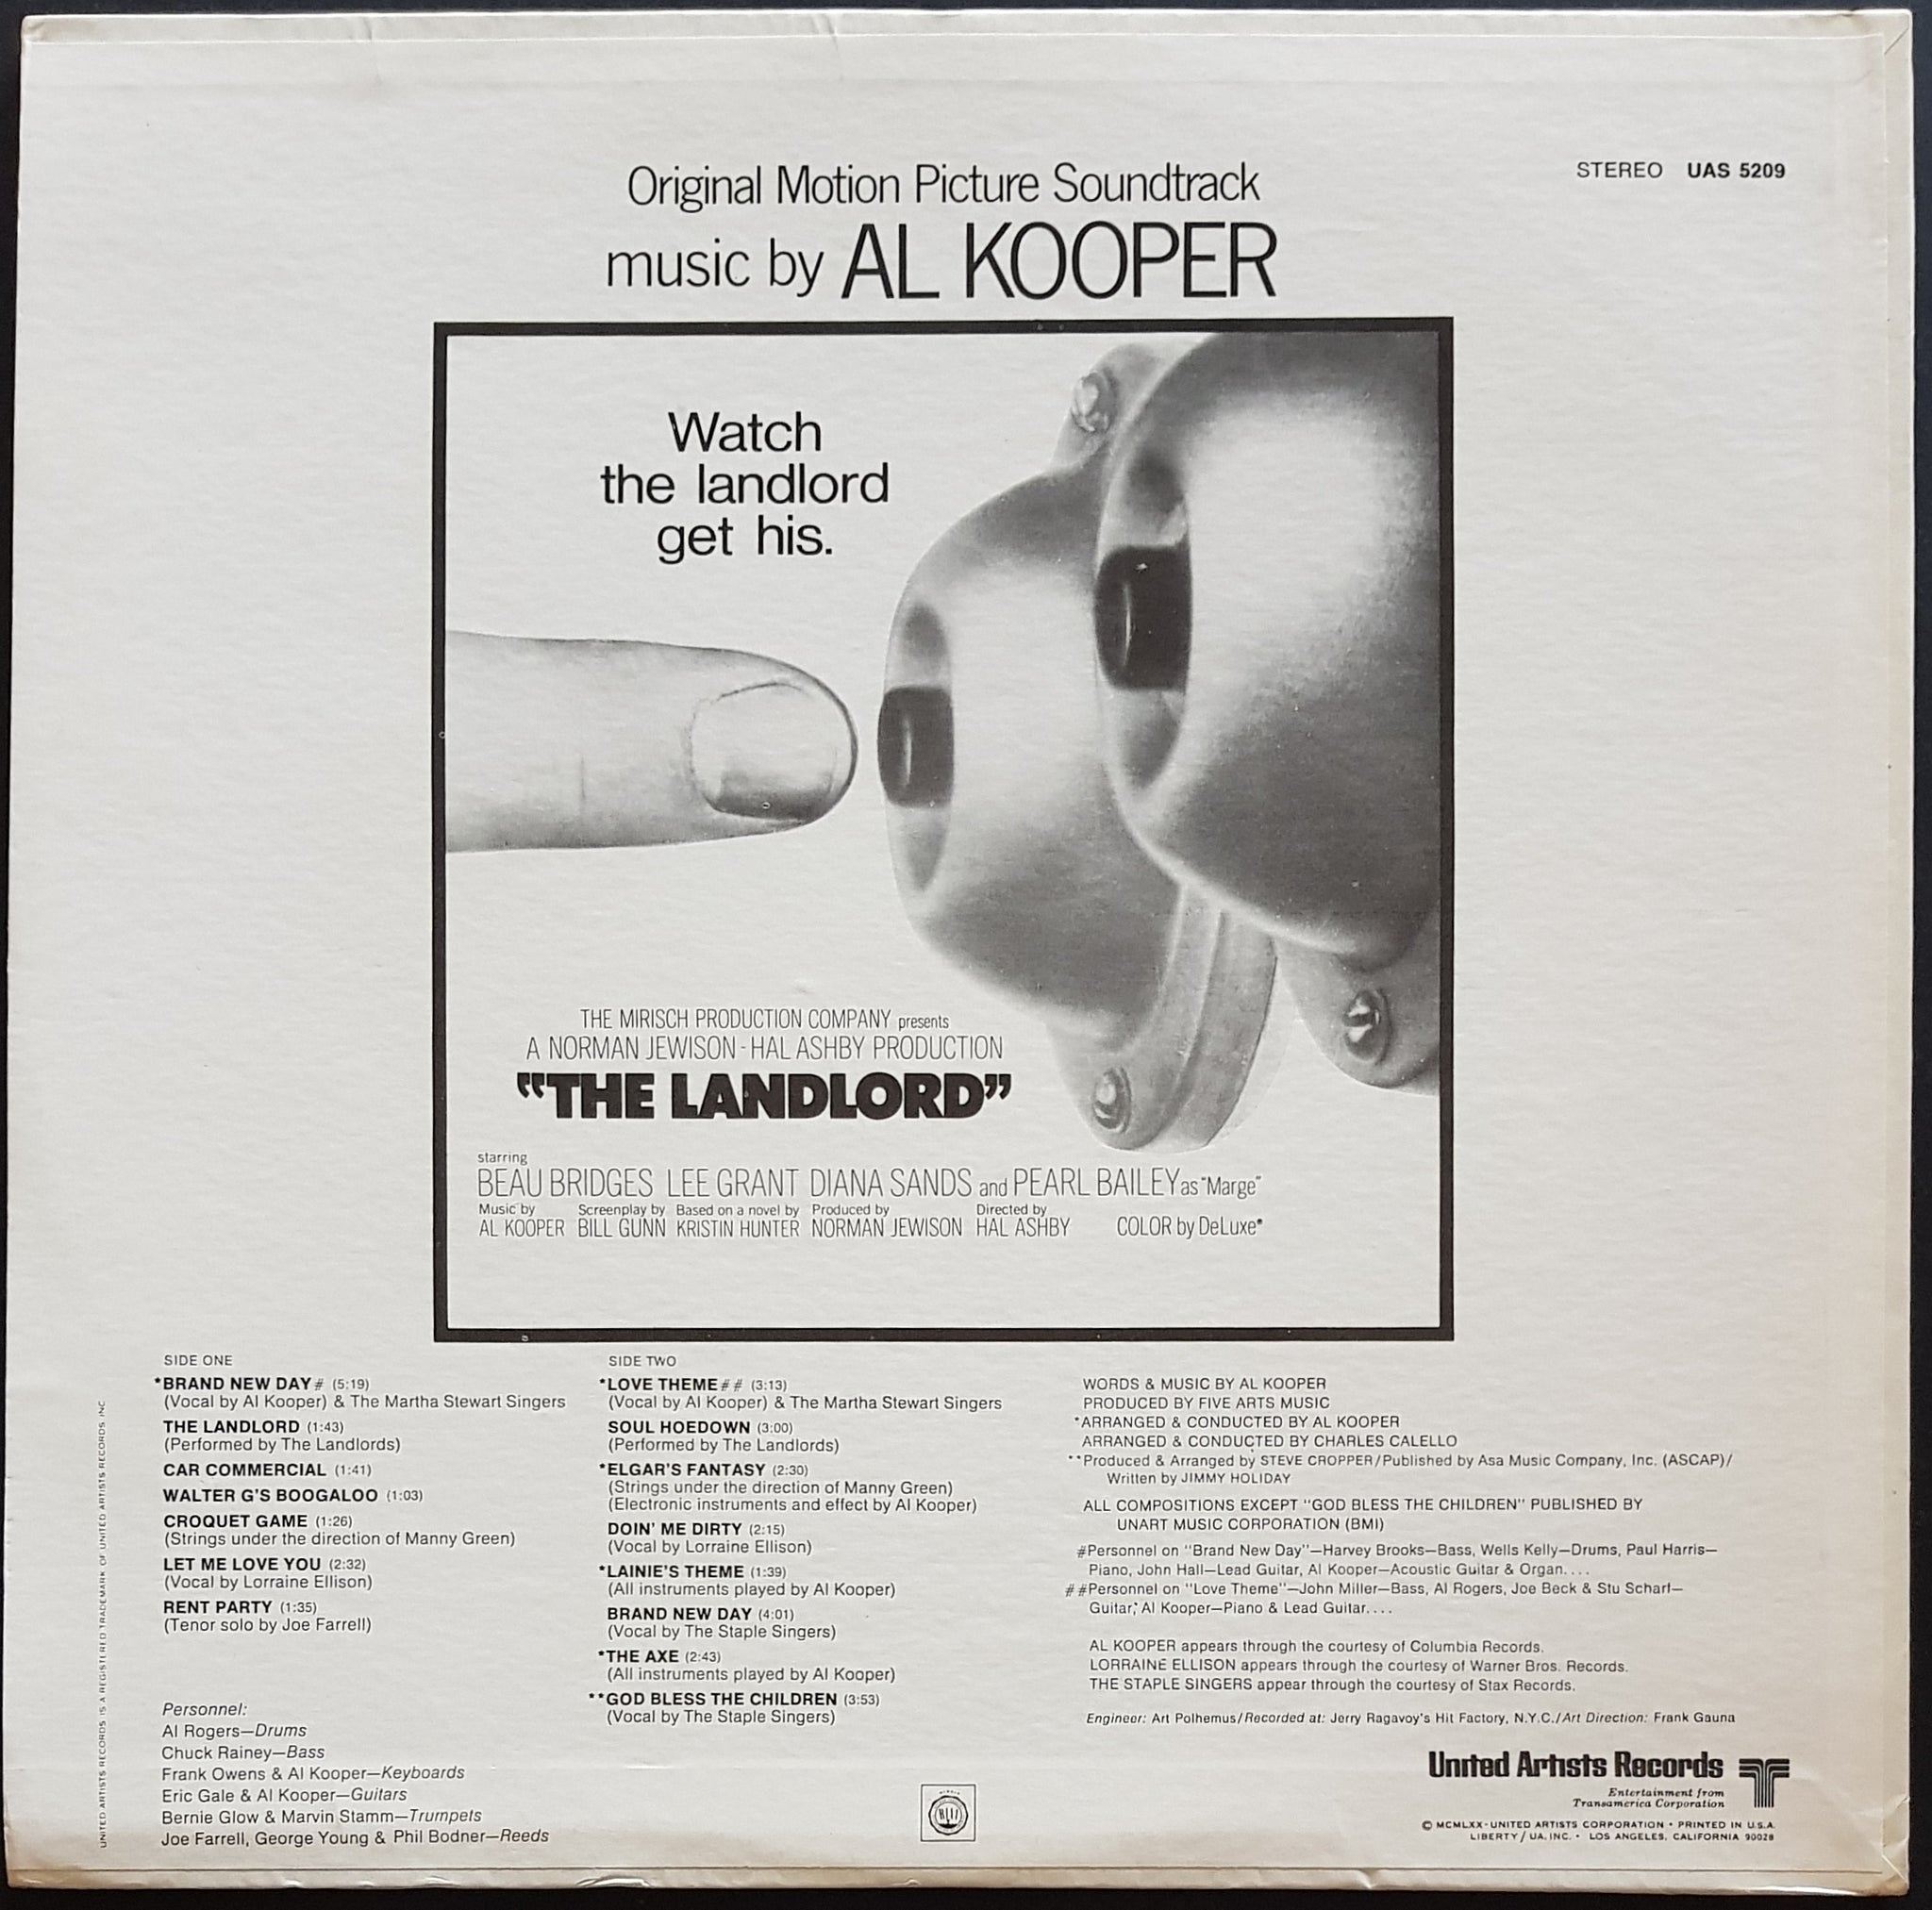 Original Motion Picture Soundtrack
music by AL KOOPER
STEREO UAS 5209
Watch
the landlord
get his.
THE MIRISCH PRODUCTION COMPANY presents
A NORMAN JEWISON-HAL ASHBY PRODUCTION
"THE LANDLORD"
starring
BEAU BRIDGES LEE GRANT DIANA SANDS and PEARL BAILEY as "Marge"
Music by Screenplay by Based on a novel by Produced by Directed by
AL KOOPER BILL GUNN KRISTIN HUNTER NORMAN JEWISON HAL ASHBY COLOR by DeLuxe®
SIDE ONE
*BRAND NEW DAY# (5:19)
(Vocal by Al Kooper) & The Martha Stewart Singers
THE LANDLORD (1:43)
(Performed by The Landlords)
CAR COMMERCIAL (1:41)
WALTER G'S BOOGALOO (1:03)
CROQUET GAME (1:26)
(Strings under the direction of Manny Green)
LET ME LOVE YOU (2:32)
(Vocal by Lorraine Ellison)
RENT PARTY (1:35)
(Tenor solo by Joe Farrell)
Personnel:
Al Rogers—Drums
Chuck Rainey—Bass
Frank Owens & Al Kooper—Keyboards
Eric Gale & Al Kooper—Guitars
Bernie Glow & Marvin Stamm—Trumpets
Joe Farrell, George Young & Phil Bodner—Reeds
SIDE TWO
*LOVE THEME## (3:13)
(Vocal by Al Kooper) & The Martha Stewart Singers
SOUL HOEDOWN (3:00)
(Performed by The Landlords)
*ELGAR'S FANTASY (2:30)
(Strings under the direction of Manny Green)
(Electronic instruments and effect by Al Kooper)
DOIN' ME DIRTY (2:15)
(Vocal by Lorraine Ellison)
*LAINIE'S THEME (1:39)
(All instruments played by Al Kooper)
BRAND NEW DAY (4:01)
(Vocal by The Staple Singers)
*THE AXE (2:43)
(All instruments played by Al Kooper)
**GOD BLESS THE CHILDREN (3:53)
(Vocal by The Staple Singers)
WORDS & MUSIC BY AL KOOPER
PRODUCED BY FIVE ARTS MUSIC
*ARRANGED & CONDUCTED BY AL KOOPER
ARRANGED & CONDUCTED BY CHARLES CALELLO
**Produced & Arranged by STEVE CROPPER/Published by Asa Music Company, Inc. (ASCAP)/
Written by JIMMY HOLIDAY
ALL COMPOSITIONS EXCEPT "GOD BLESS THE CHILDREN" PUBLISHED BY
UNART MUSIC CORPORATION (BMI)
#Personnel on "Brand New Day"—Harvey Brooks—Bass, Wells Kelly—Drums, Paul Harris—
Piano, John Hall—Lead Guitar, Al Kooper—Acoustic Guitar & Organ....
##Personnel on "Love Theme"—John Miller—Bass, Al Rogers, Joe Beck & Stu Scharf—
Guitar; Al Kooper—Piano & Lead Guitar....
AL KOOPER appears through the courtesy of Columbia Records.
LORRAINE ELLISON appears through the courtesy of Warner Bros. Records.
THE STAPLE SINGERS appear through the courtesy of Stax Records.
Engineer: Art Polhemus/Recorded at: Jerry Ragavoy's Hit Factory, N.Y.C./Art Direction: Frank Gauna
United Artists Records
Entertainment from
Transamerica Corporation
© MCMLXX • UNITED ARTISTS CORPORATION • PRINTED IN U.S.A.
LIBERTY/UA, INC. • LOS ANGELES, CALIFORNIA 90028
UNITED ARTISTS RECORDS IS A REGISTERED TRADEMARK OF UNITED ARTISTS RECORDS INC